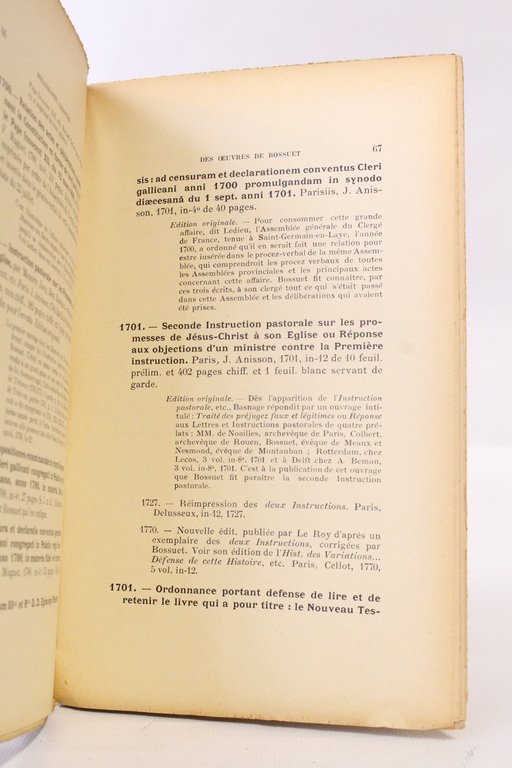 DES ŒUVRES DE BOSSUET 67
sis : ad censuram et declarationem conventus Cleri
gallicani anni 1700 promulgandam in synodo
diœcesanâ du 1 sept. anni 1701. Parisiis, J. Anis-
son, 1701, in-4º de 40 pages.
Edition originale. — Pour consommer cette grande
affaire, dit Ledieu, l'Assemblée générale du Clergé
de France, tenue à Saint-Germain-en-Laye, l'année
1700, a ordonné qu'il en serait fait une relation pour
estre insérée dans le procez-verbal de la même Assem-
blée, qui comprendroit les procez verbaux de toutes
les Assemblées provinciales et les principaux actes
concernant cette affaire. Bossuet fit connaître, par
ces trois écrits, à son clergé tout ce qui s'était passé
dans cette Assemblée et les délibérations qui avaient
été prises.
1701. — Seconde Instruction pastorale sur les pro-
messes de Jésus-Christ à son Eglise ou Réponse
aux objections d'un ministre contre la Première
instruction. Paris, J. Anisson, 1701, in-12 de 10 feuil.
prélim. et 402 pages chiff. et 1 feuil. blanc servant de
garde.
Edition originale. — Dès l'apparition de l'Instruction
pastorale, etc., Basnage répondit par un ouvrage inti-
tulé : Traité des préjugez faux et légitimes ou Réponse
aux Lettres et Instructions pastorales de quatre pré-
lats : MM. de Noailles, archevêque de Paris, Colbert,
archevêque de Rouen, Bossuet, évêque de Meaux et
Nesmond, évêque de Montauban ; Rotterdam, chez
Lecos, 3 vol. in-8º. 1701 et à Delft chez A Beman,
3 vol. in-8º, 1701. C'est à la publication de cet ouvrage
que Bossuet fit paraître la seconde Instruction
pastorale.
1727. — Réimpression des deux Instructions. Paris,
Delusseux, in-12, 1727.
1770. — Nouvelle édit. publiée par Le Roy d'après un
exemplaire des deux Instructions, corrigées par
Bossuet. Voir son édition de l'Hist. des Variations...
Défense de cette Histoire, etc. Paris, Cellot, 1770,
5 vol. in-12.
1701. — Ordonnance portant defense de lire et de
retenir le livre qui a pour titre : le Nouveau Tes-